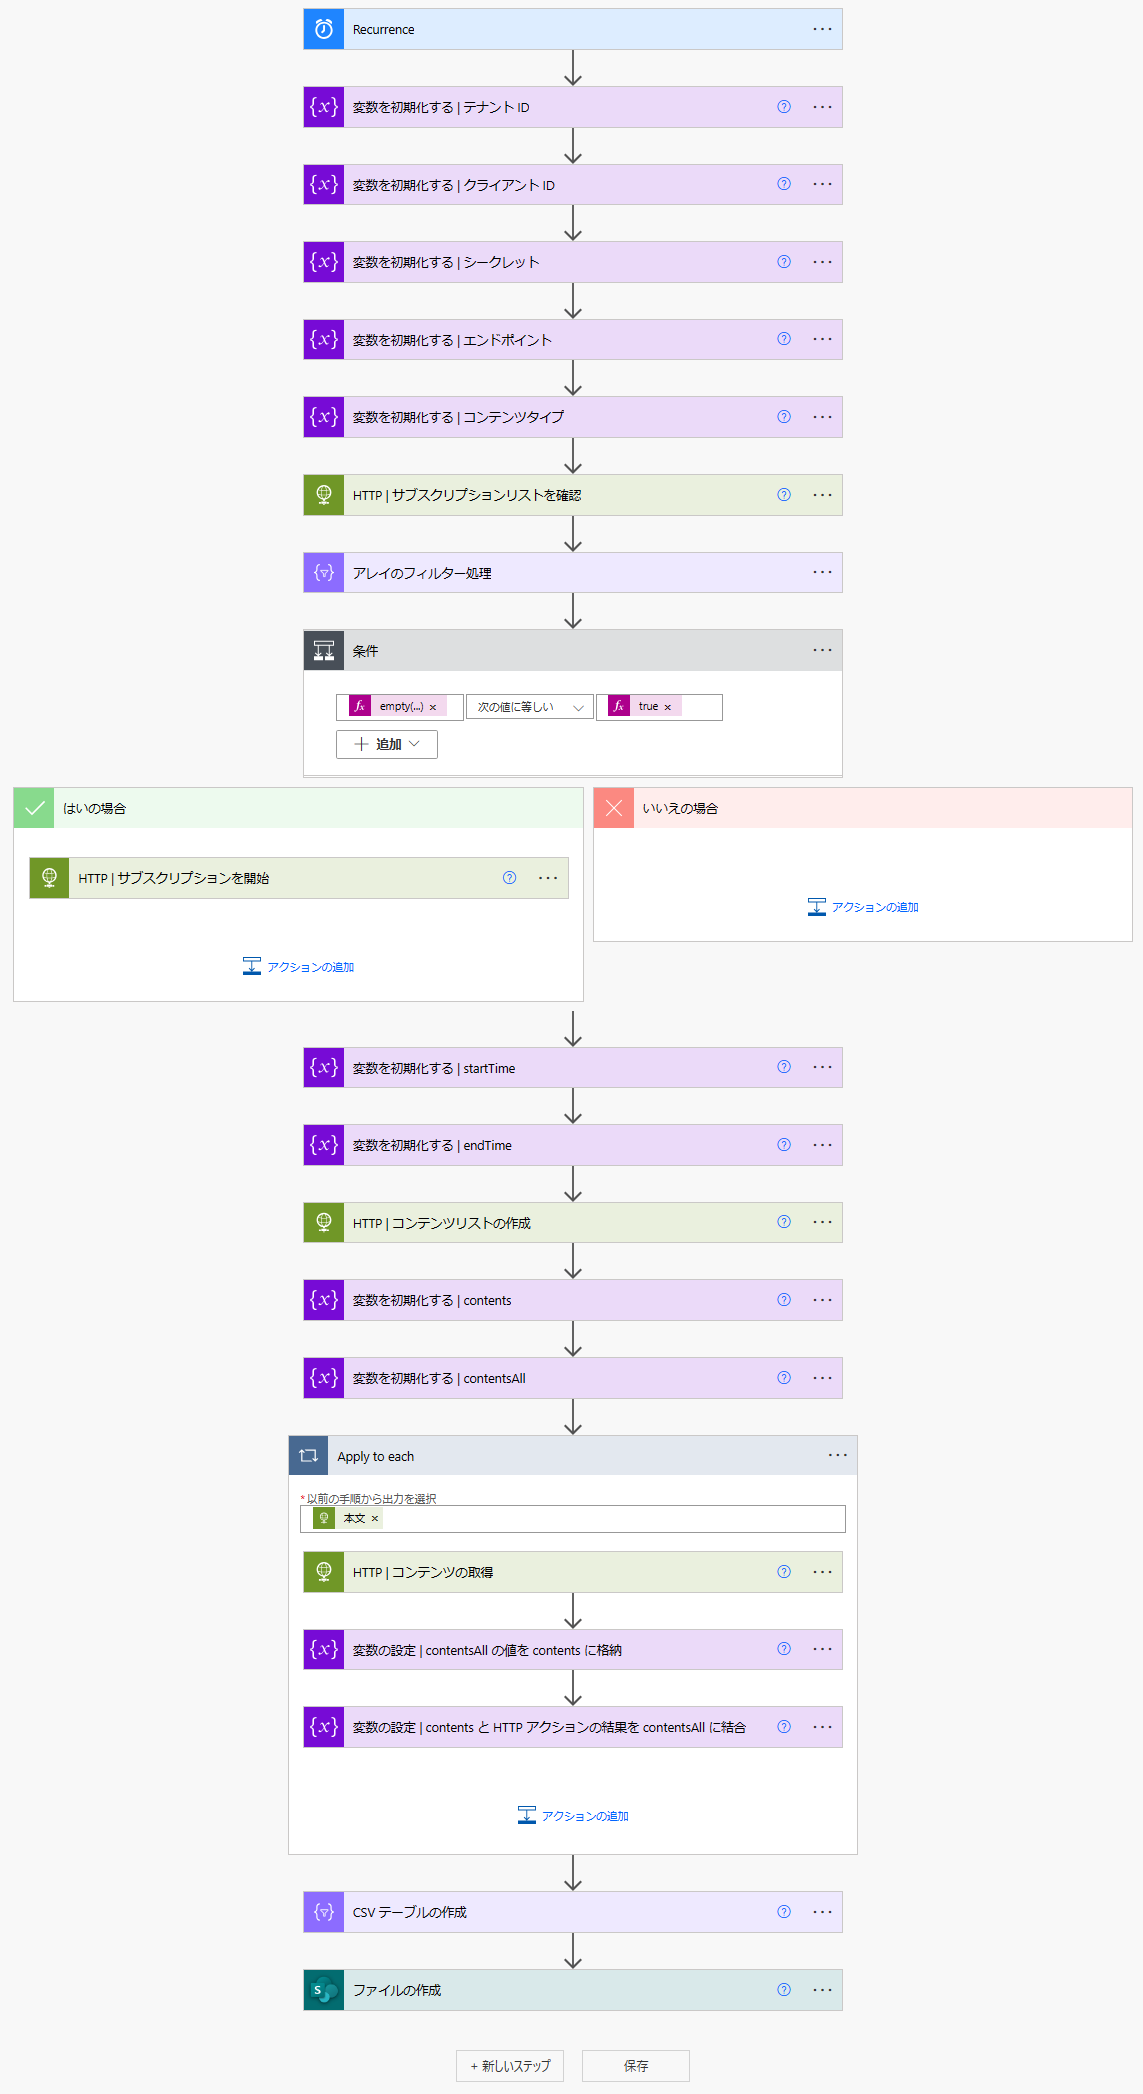 Recurrence
変数を初期化する | テナント ID
変数を初期化する | クライアント ID
変数を初期化する | シークレット
変数を初期化する | エンドポイント
変数を初期化する | コンテンツタイプ
HTTP | サブスクリプションリストを確認
アレイのフィルター処理
条件
empty(...) 次の値に等しい true
追加
はいの場合
いいえの場合
HTTP | サブスクリプションを開始
アクションの追加
アクションの追加
変数を初期化する | startTime
変数を初期化する | endTime
HTTP | コンテンツリストの作成
変数を初期化する | contents
変数を初期化する | contentsAll
Apply to each
*以前の手順から出力を選択
本文
HTTP | コンテンツの取得
変数の設定 | contentsAll の値を contents に格納
変数の設定 | contents と HTTP アクションの結果を contentsAll に結合
アクションの追加
CSV テーブルの作成
ファイルの作成
+ 新しいステップ 保存